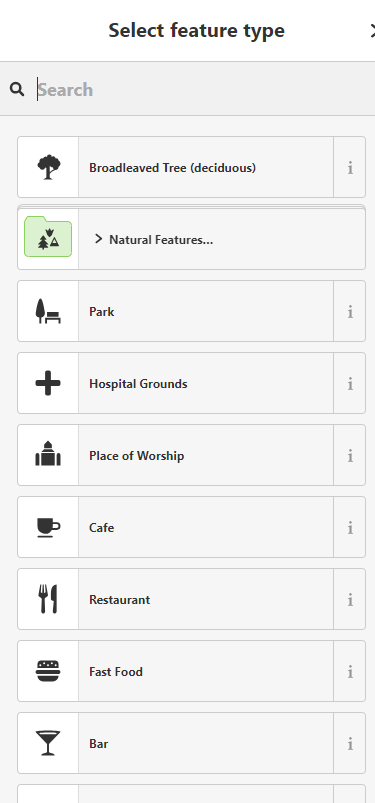 Select feature type
Search
Broadleaved Tree (deciduous)
Natural Features...
Park
Hospital Grounds
Place of Worship
Cafe
Restaurant
Fast Food
Bar